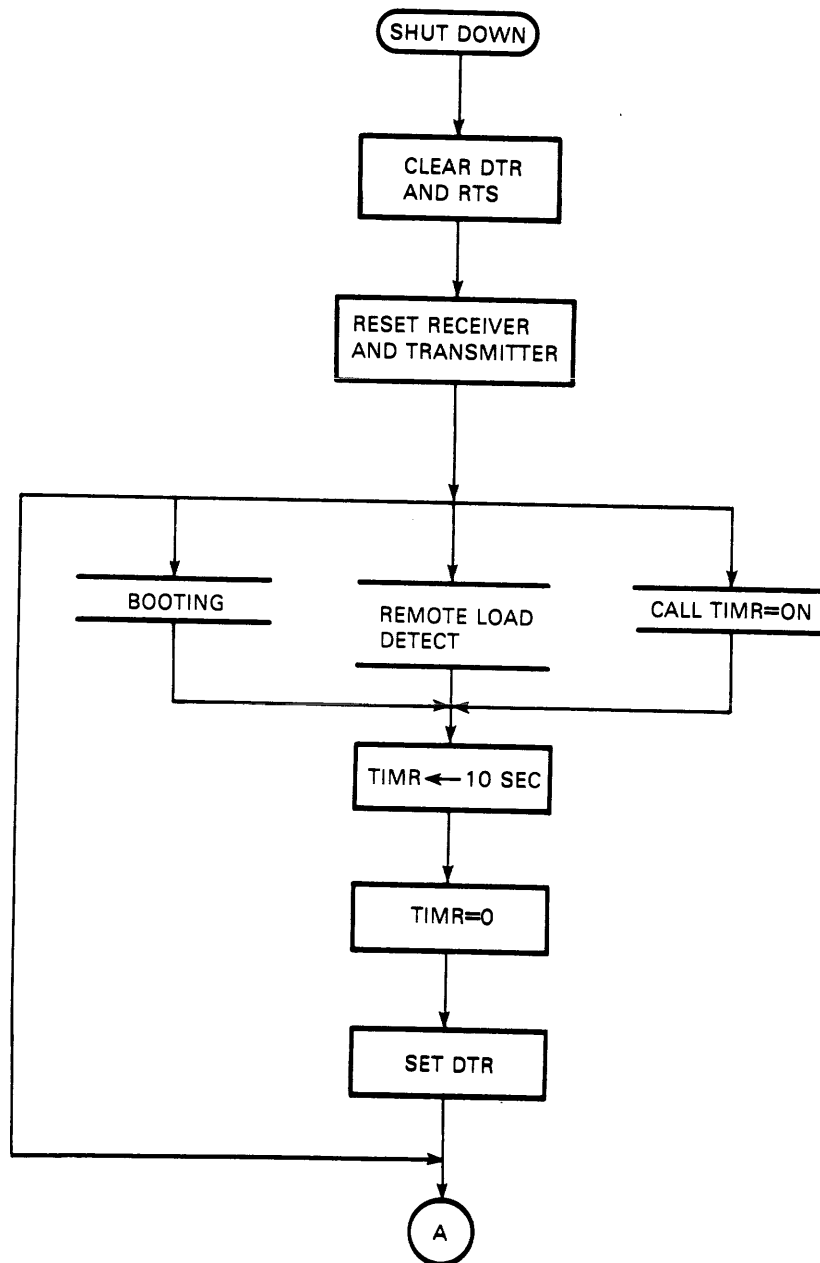 SHUT DOWN
CLEAR DTR
AND RTS
RESET RECEIVER
AND TRANSMITTER
BOOTING
REMOTE LOAD
DETECT
CALL TIMR=ON
TIMR ← 10 SEC
TIMR=0
SET DTR
A